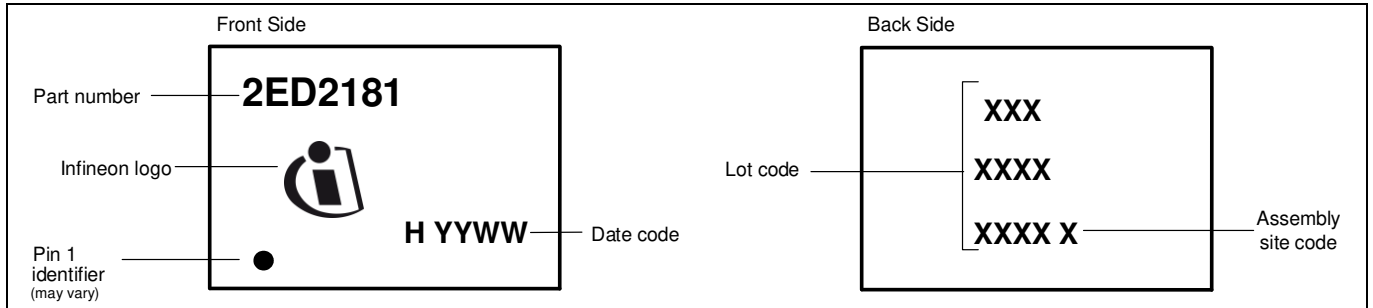 Front Side
Part number
2ED2181
Infineon logo
H YYWW
Date code
Pin 1
identifier
(may vary)
Back Side
Lot code
XXX
XXXX
XXXX X
Assembly
site code